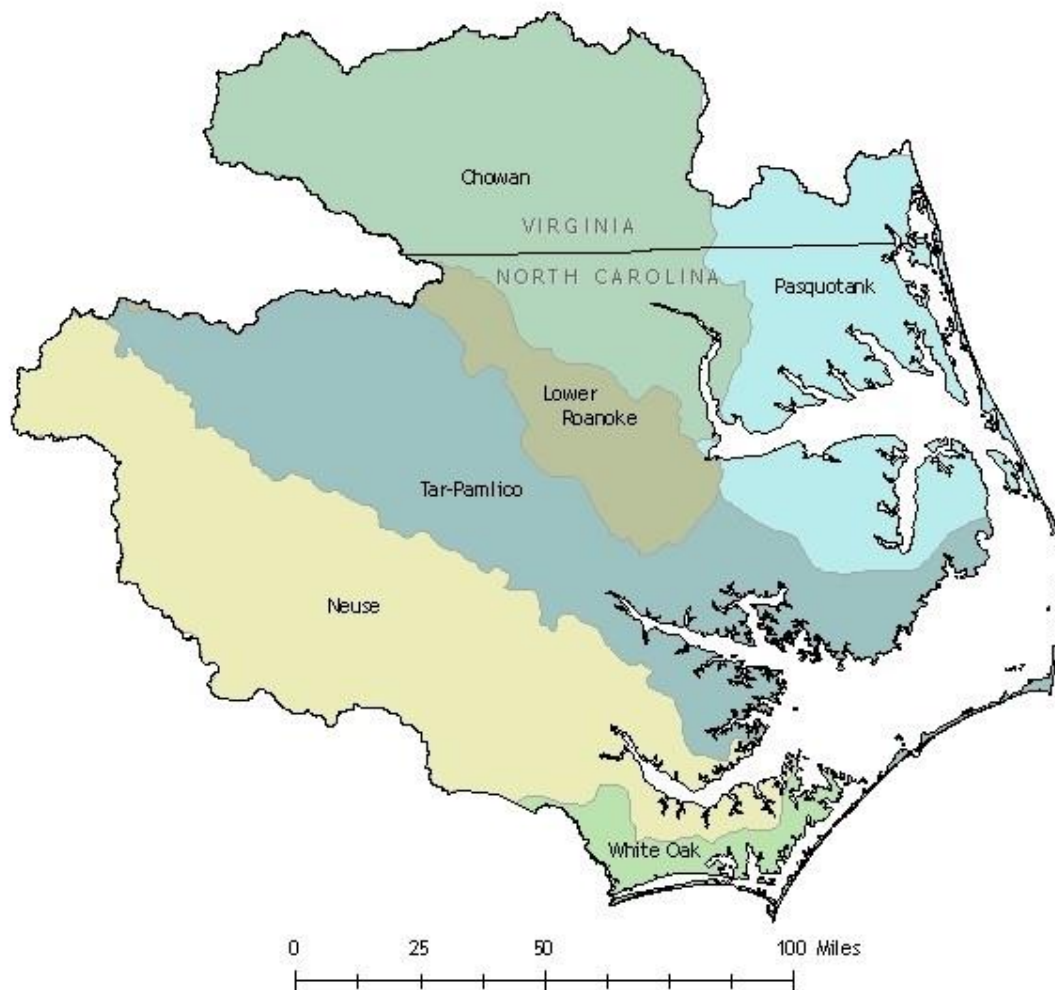 Chowan
VIRGINIA
NORTH CAROLINA
Pasquotank
Lower
Roanoke
Tar-Pamlico
Neuse
White Oak
0 25 50 100 Miles